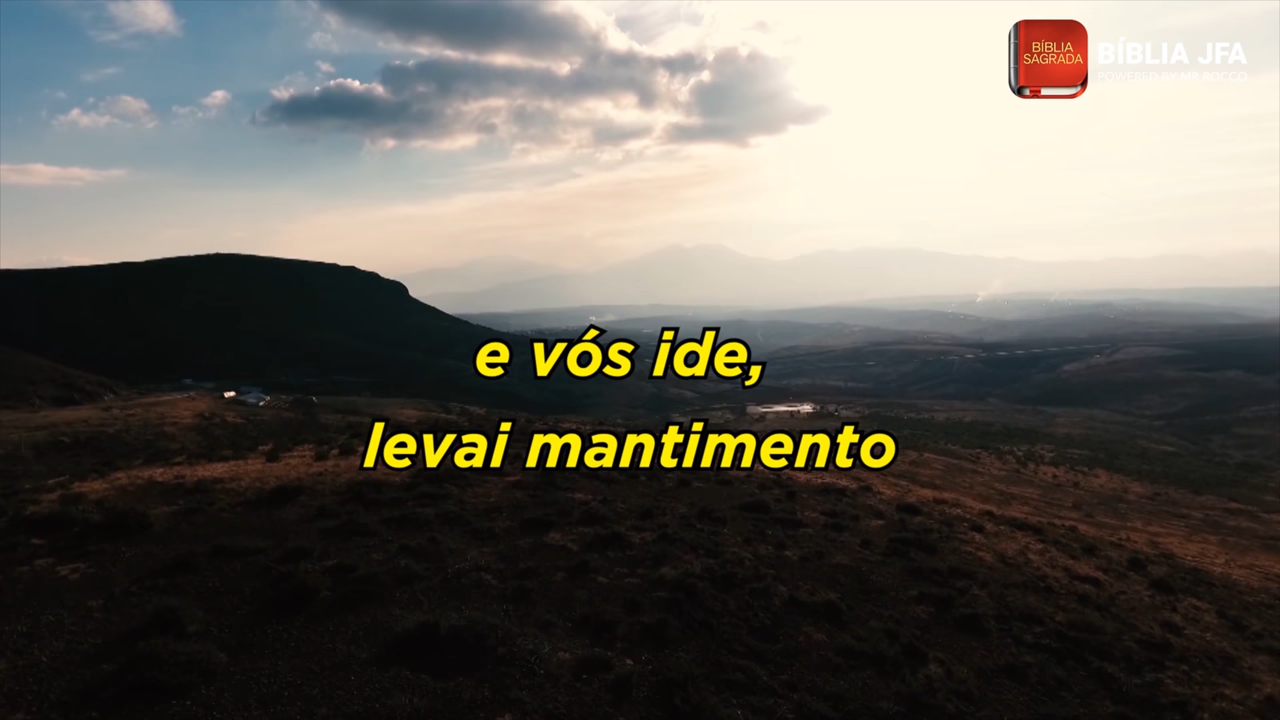 BÍBLIA
SAGRADA
BÍBLIA JFA
POWERED BY MR ROCCO
e vós ide,
levai mantimento